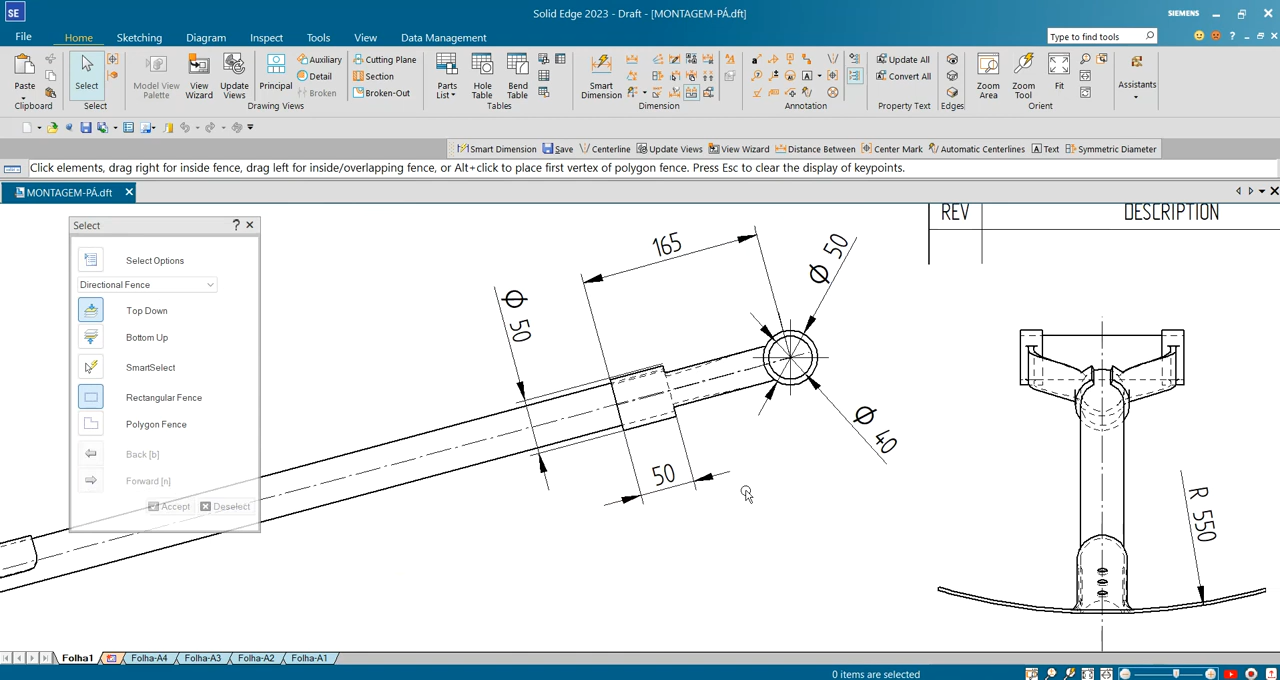 SE
Solid Edge 2023 - Draft - [MONTAGEM-PÁ.dft]
SIEMENS
File Home Sketching Diagram Inspect Tools View Data Management
Type to find tools
Paste
Clipboard
Select
Select
Model View Palette
View Wizard
Update Views
Principal
Auxiliary
Detail
Broken
Cutting Plane
Section
Broken-Out
Drawing Views
Parts List
Hole Table
Bend Table
Tables
Smart Dimension
Dimension
Annotation
Update All
Convert All
Property Text
Edges
Zoom Area
Zoom Tool
Fit
Orient
Assistants
Smart Dimension Save Centerline Update Views View Wizard Distance Between Center Mark Automatic Centerlines Text Symmetric Diameter
Click elements, drag right for inside fence, drag left for inside/overlapping fence, or Alt+click to place first vertex of polygon fence. Press Esc to clear the display of keypoints.
MONTAGEM-PÁ.dft
Select
Select Options
Directional Fence
Top Down
Bottom Up
SmartSelect
Rectangular Fence
Polygon Fence
Back [b]
Forward [n]
Accept Deselect
165
Φ 50
Φ 50
Φ 40
50
REV DESCRIPTION
R 550
Folha1 Folha-A4 Folha-A3 Folha-A2 Folha-A1
0 items are selected